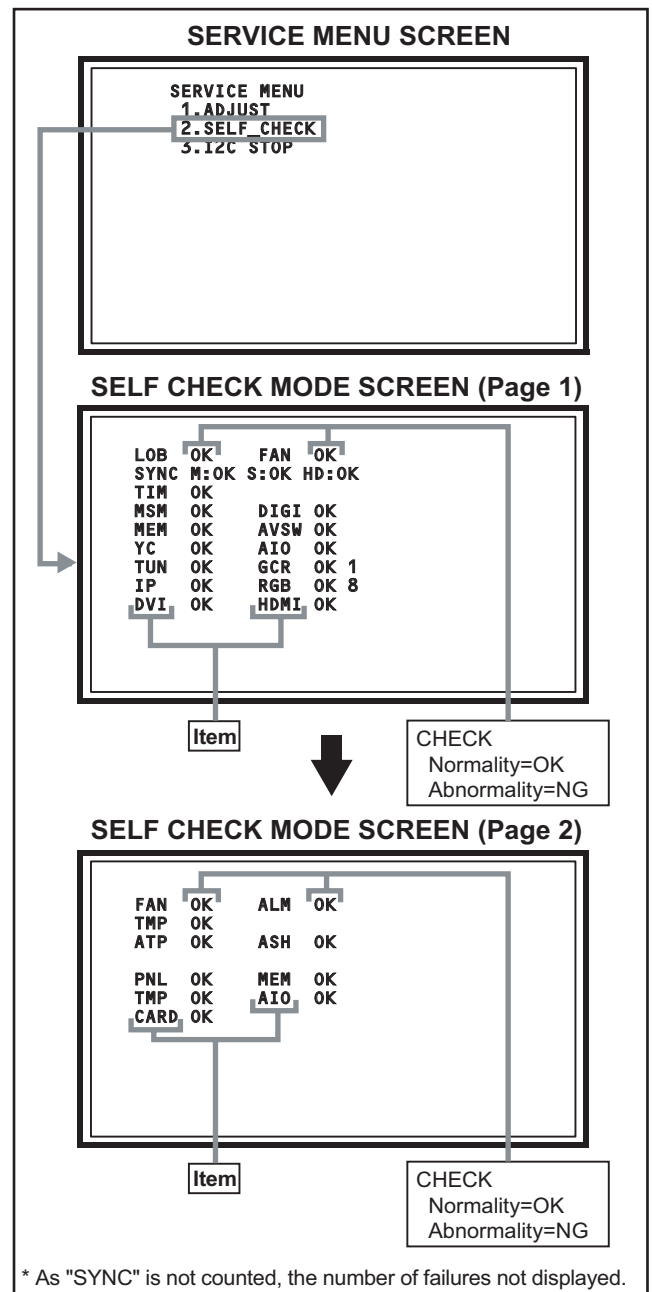 SERVICE MENU SCREEN
SERVICE MENU
1.ADJUST
2.SELF_CHECK
3.I2C STOP
SELF CHECK MODE SCREEN (Page 1)
LOB OK FAN OK
SYNC M:OK S:OK HD:OK
TIM OK
MSM OK DIGI OK
MEM OK AVSW OK
YC OK AIO OK
TUN OK GCR OK 1
IP OK RGB OK 8
DVI OK HDMI OK
Item
CHECK
Normality=OK
Abnormality=NG
SELF CHECK MODE SCREEN (Page 2)
FAN OK ALM OK
TMP OK
ATP OK ASH OK
PNL OK MEM OK
TMP OK AIO OK
CARD OK
Item
CHECK
Normality=OK
Abnormality=NG
* As "SYNC" is not counted, the number of failures not displayed.